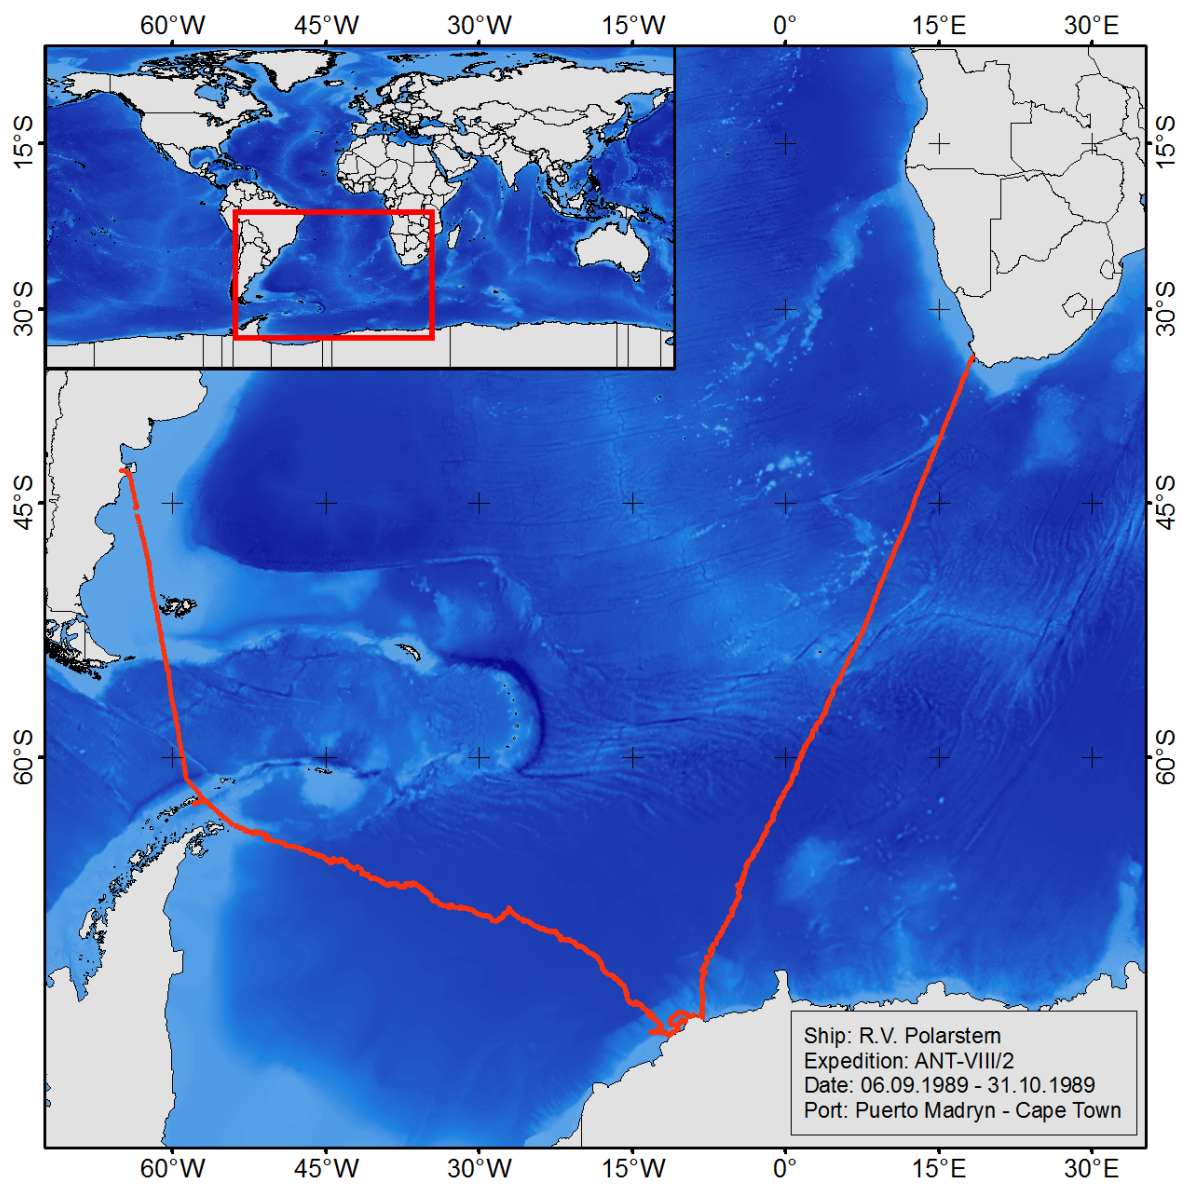 60°W 45°W 30°W 15°W 0° 15°E 30°E
15°S 15°S
30°S 30°S
45°S 45°S
60°S 60°S
Ship: R.V. Polarstern
Expedition: ANT-VIII/2
Date: 06.09.1989 - 31.10.1989
Port: Puerto Madryn - Cape Town
60°W 45°W 30°W 15°W 0° 15°E 30°E